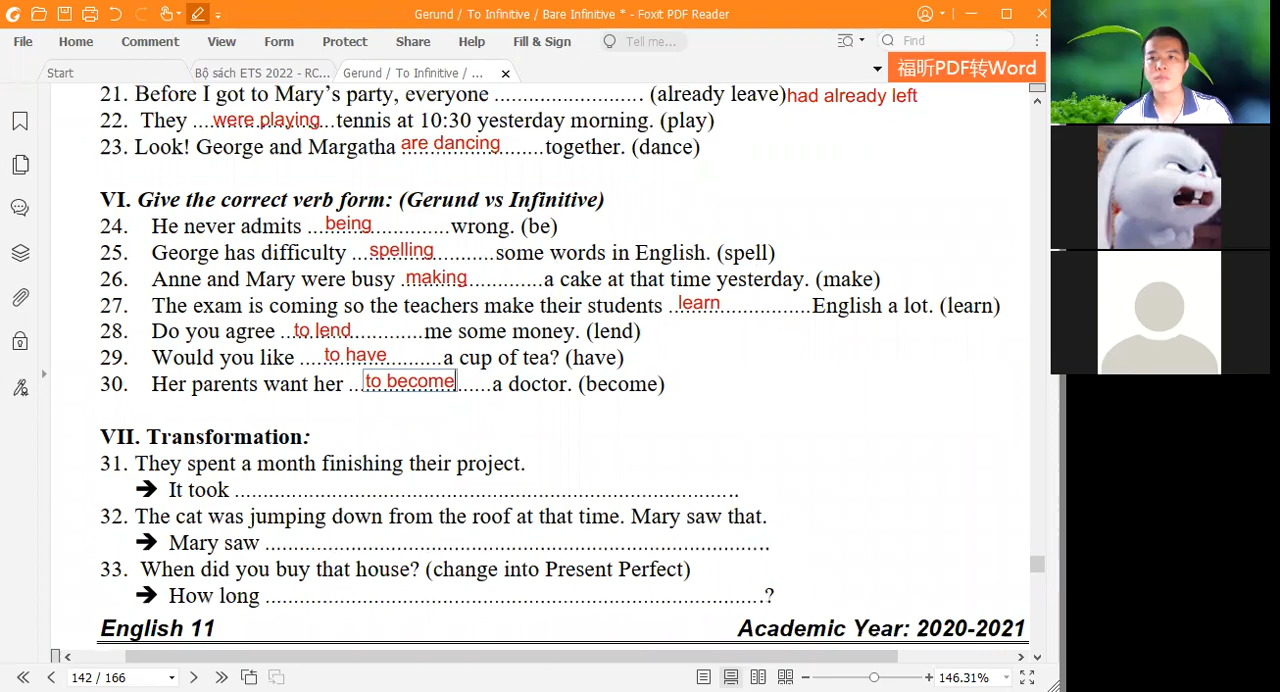 Gerund / To Infinitive / Bare Infinitive * - Foxit PDF Reader
File Home Comment View Form Protect Share Help Fill & Sign Tell me... Find
Start Bộ sách ETS 2022 - RC... Gerund / To Infinitive / ... 福昕PDF转Word
21. Before I got to Mary's party, everyone ........................ (already leave) had already left
22. They ...were playing...tennis at 10:30 yesterday morning. (play)
23. Look! George and Margatha are dancing........together. (dance)
VI. Give the correct verb form: (Gerund vs Infinitive)
24. He never admits ...being............wrong. (be)
25. George has difficulty ...spelling..........some words in English. (spell)
26. Anne and Mary were busy .making............a cake at that time yesterday. (make)
27. The exam is coming so the teachers make their students ..learn...............English a lot. (learn)
28. Do you agree ..to lend............me some money. (lend)
29. Would you like ....to have..........a cup of tea? (have)
30. Her parents want her ...to become......a doctor. (become)
VII. Transformation:
31. They spent a month finishing their project.
➔ It took ................................................................................
32. The cat was jumping down from the roof at that time. Mary saw that.
➔ Mary saw ................................................................................
33. When did you buy that house? (change into Present Perfect)
➔ How long ................................................................................?
English 11 Academic Year: 2020-2021
142 / 166 146.31%